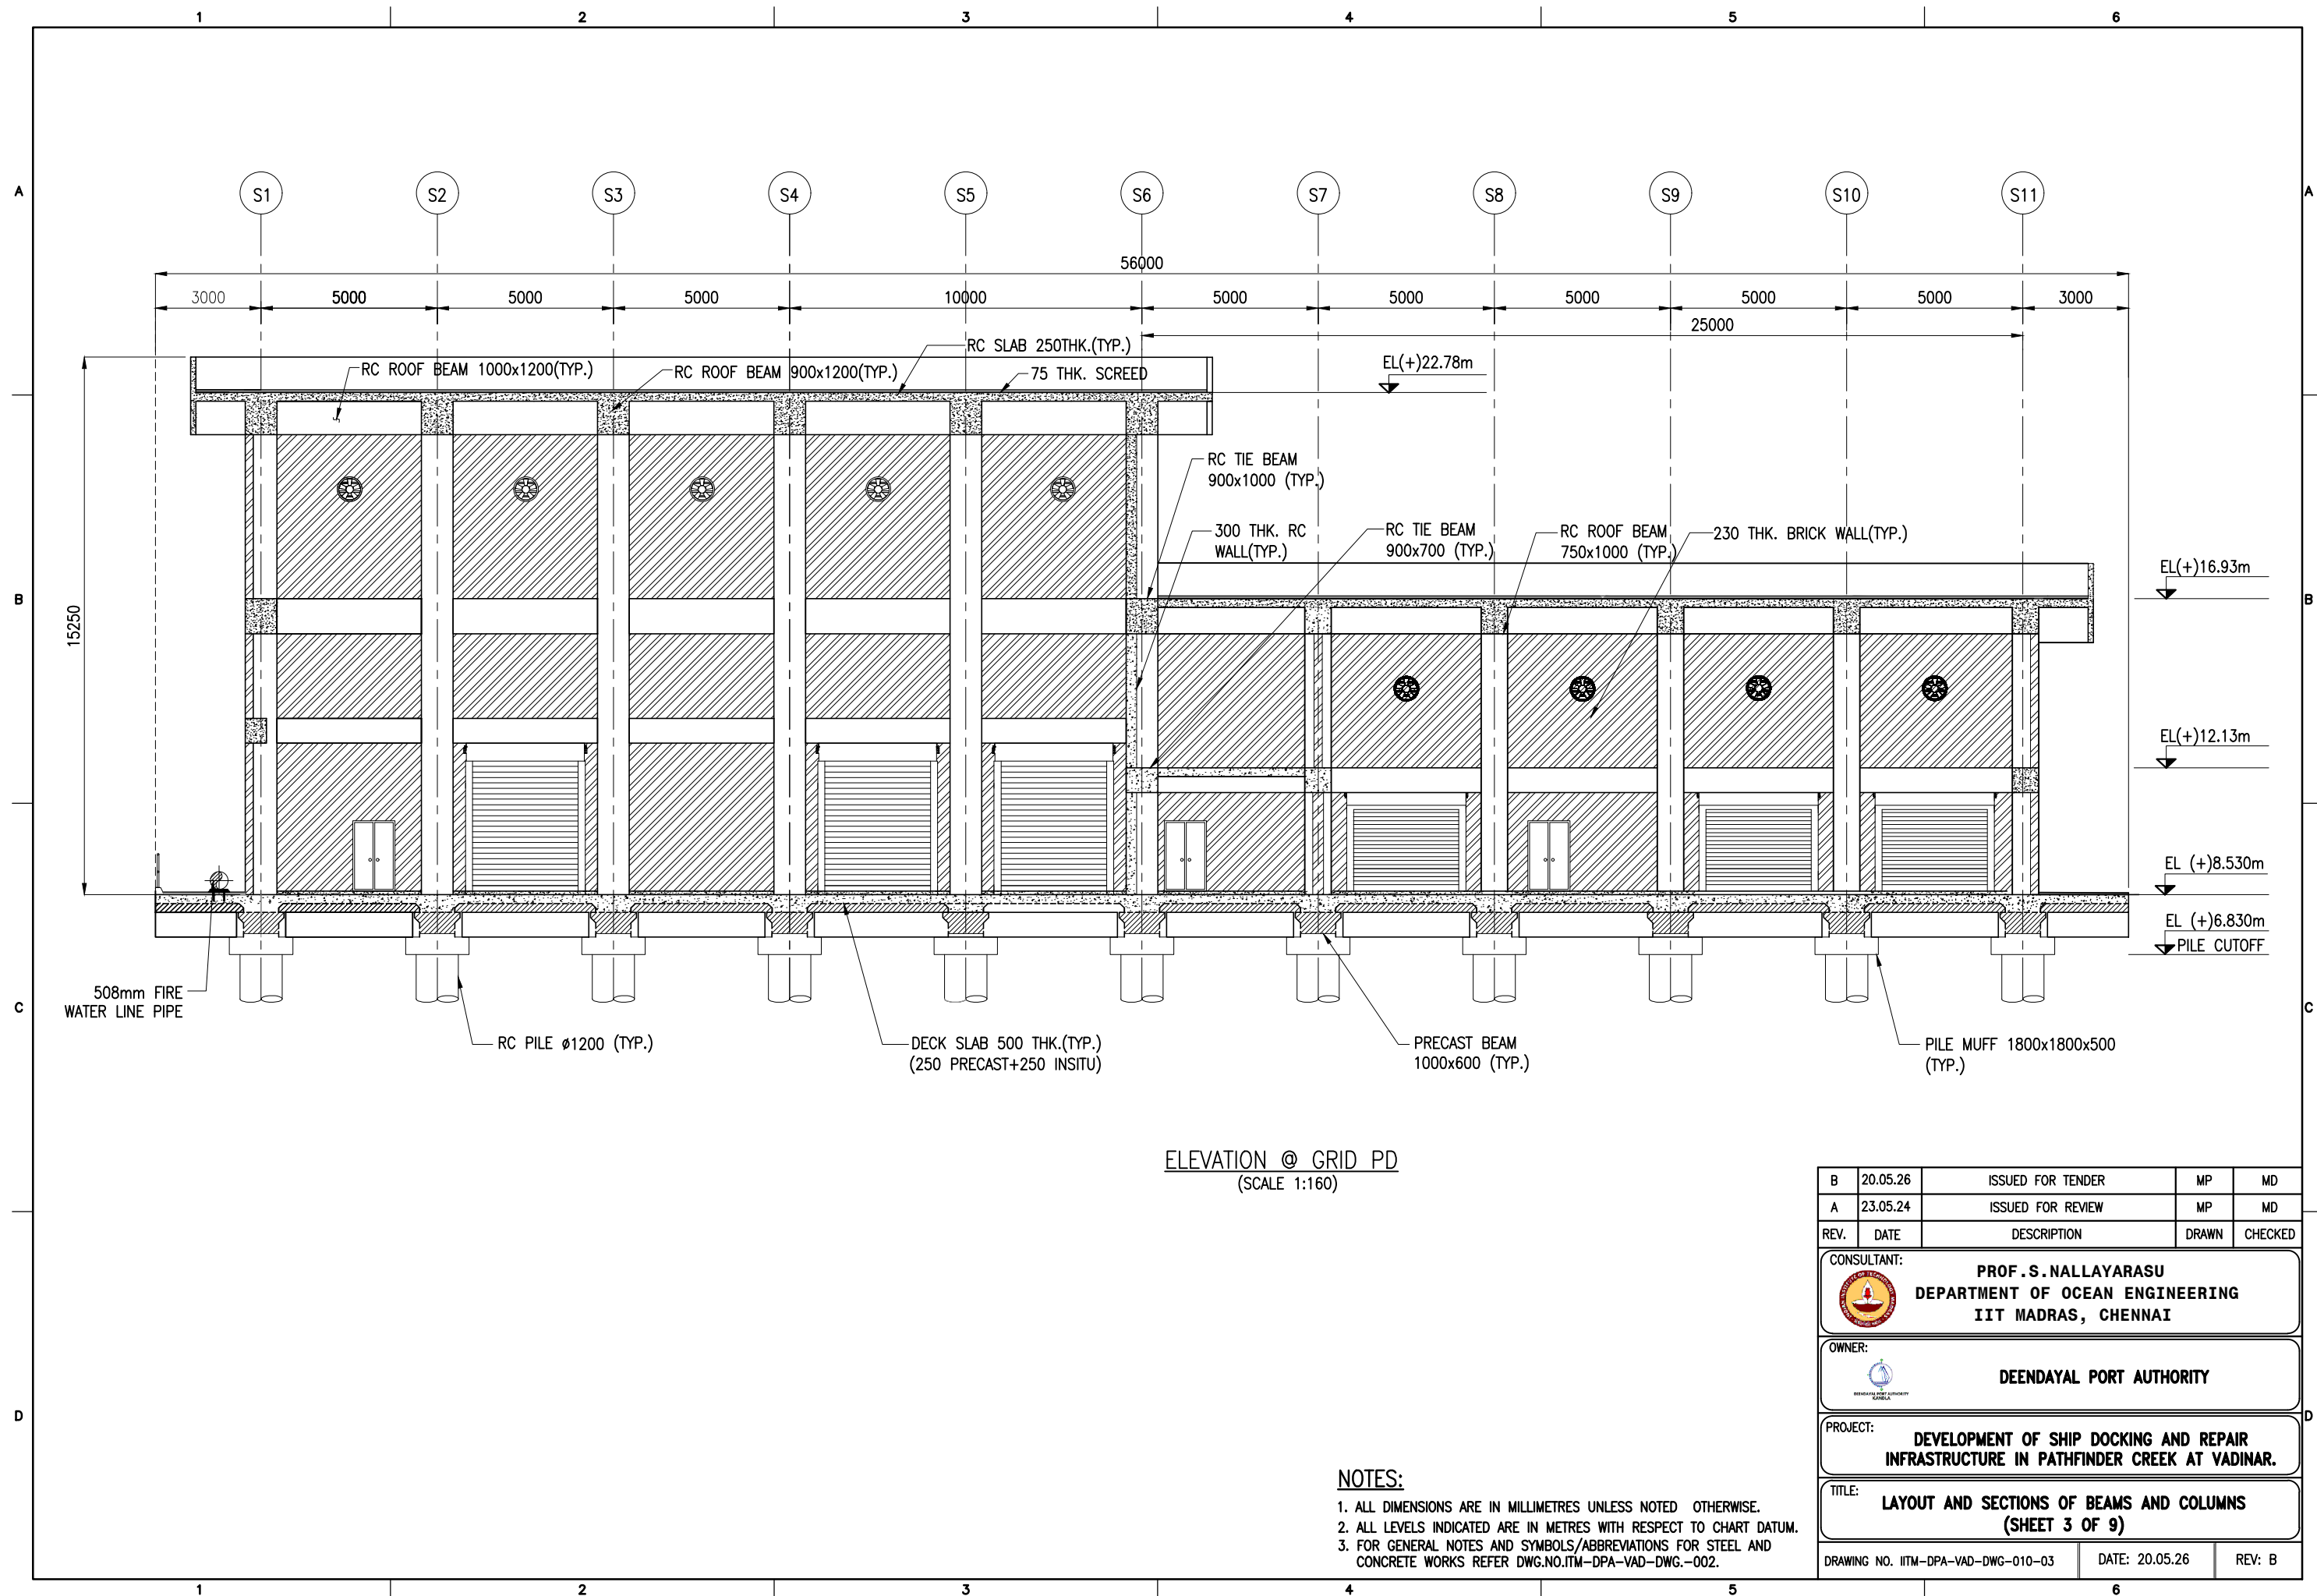 1 2 3 4 5 6
A A
S1 S2 S3 S4 S5 S6 S7 S8 S9 S10 S11
56000
3000 5000 5000 5000 10000 5000 5000 5000 5000 5000 3000
25000
RC SLAB 250THK.(TYP.)
EL(+)22.78m
RC ROOF BEAM 1000x1200(TYP.)
RC ROOF BEAM 900x1200(TYP.)
75 THK. SCREED
RC TIE BEAM
900x1000 (TYP.)
300 THK. RC
WALL(TYP.)
RC TIE BEAM
900x700 (TYP.)
RC ROOF BEAM
750x1000 (TYP.)
230 THK. BRICK WALL(TYP.)
EL(+)16.93m
B B
15250
EL(+)12.13m
EL (+)8.530m
EL (+)6.830m
PILE CUTOFF
508mm FIRE
WATER LINE PIPE
C C
RC PILE ø1200 (TYP.)
DECK SLAB 500 THK.(TYP.)
(250 PRECAST+250 INSITU)
PRECAST BEAM
1000x600 (TYP.)
PILE MUFF 1800x1800x500
(TYP.)
ELEVATION @ GRID PD
(SCALE 1:160)
B 20.05.26 ISSUED FOR TENDER MP MD
A 23.05.24 ISSUED FOR REVIEW MP MD
REV. DATE DESCRIPTION DRAWN CHECKED
CONSULTANT:
PROF.S.NALLAYARASU
DEPARTMENT OF OCEAN ENGINEERING
IIT MADRAS, CHENNAI
OWNER:
DEENDAYAL PORT AUTHORITY
DEENDAYAL PORT AUTHORITY
KANDLA
D D
PROJECT:
DEVELOPMENT OF SHIP DOCKING AND REPAIR
INFRASTRUCTURE IN PATHFINDER CREEK AT VADINAR.
TITLE:
LAYOUT AND SECTIONS OF BEAMS AND COLUMNS
(SHEET 3 OF 9)
DRAWING NO. IITM-DPA-VAD-DWG-010-03 DATE: 20.05.26 REV: B
NOTES:
1. ALL DIMENSIONS ARE IN MILLIMETRES UNLESS NOTED OTHERWISE.
2. ALL LEVELS INDICATED ARE IN METRES WITH RESPECT TO CHART DATUM.
3. FOR GENERAL NOTES AND SYMBOLS/ABBREVIATIONS FOR STEEL AND
CONCRETE WORKS REFER DWG.NO.ITM-DPA-VAD-DWG.-002.
1 2 3 4 5 6